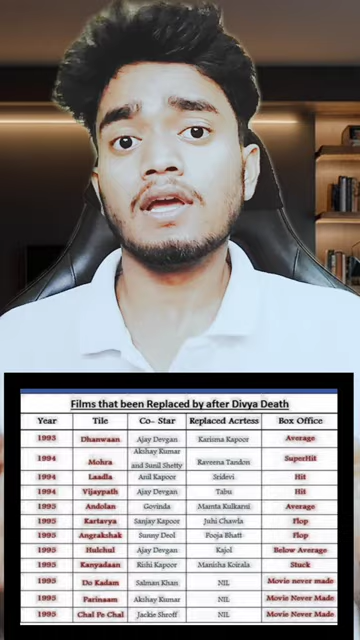 Films that been Replaced by after Divya Death
Year Tile Co- Star Replaced Acrtess Box Office
1993 Dhanwaan Ajay Devgan Karisma Kapoor Average
1994 Mohra Akshay Kumar and Sunil Shetty Raveena Tandon SuperHit
1994 Laadla Anil Kapoor Sridevi Hit
1994 Vijaypath Ajay Devgan Tabu Hit
1995 Andolan Govinda Mamta Kulkarni Average
1995 Kartavya Sanjay Kapoor Juhi Chawla Flop
1995 Angrakshak Sunny Deol Pooja Bhatt Flop
1995 Hulchul Ajay Devgan Kajol Below Average
1995 Kanyadaan Rishi Kapoor Manisha Koirala Stuck
1995 Do Kadam Salman Khan NIL Movie never made
1995 Parinaam Akshay Kumar NIL Movie Never Made
1995 Chal Pe Chal Jackie Shroff NIL Movie Never Made